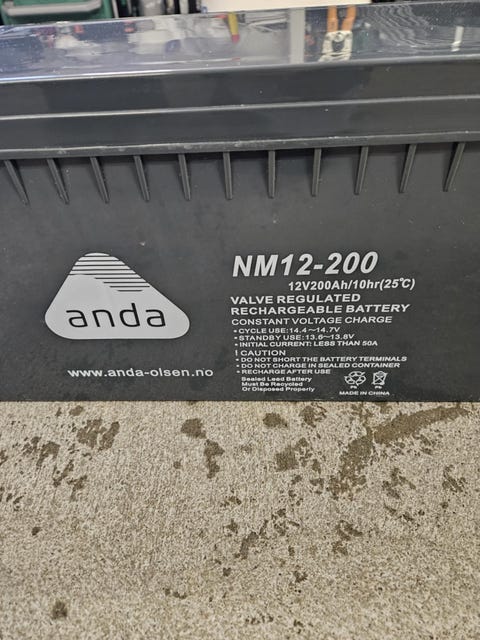 anda
www.anda-olsen.no
NM12-200
12V200Ah/10hr(25℃)
VALVE REGULATED
RECHARGEABLE BATTERY
CONSTANT VOLTAGE CHARGE
• CYCLE USE: 14.4～14.7V
• STANDBY USE: 13.6～13.8V
• INITIAL CURRENT: LESS THAN 50A
! CAUTION
• DO NOT SHORT THE BATTERY TERMINALS
• DO NOT CHARGE IN SEALED CONTAINER
• RECHARGE AFTER USE
Sealed Lead Battery
Must Be Recycled
Or Disposed Property
Pb Pb
MADE IN CHINA